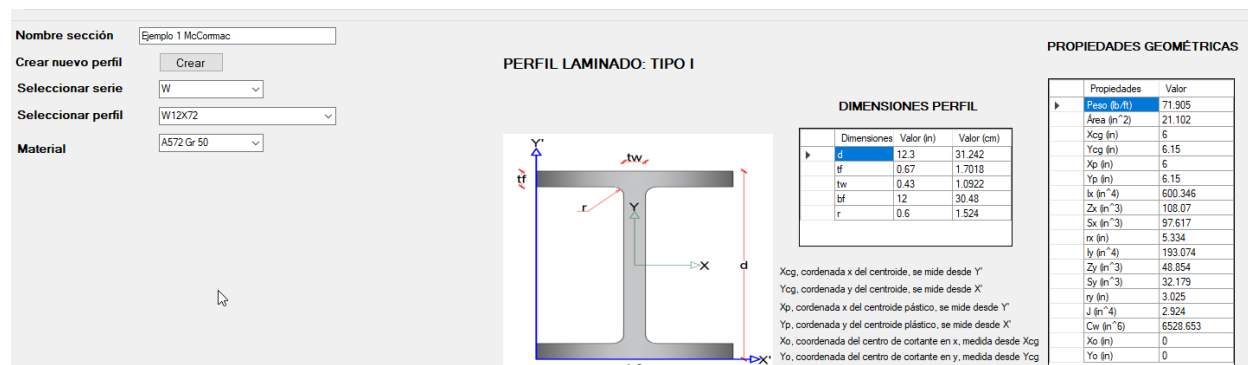 Nombre sección Ejemplo 1 McCormac
Crear nuevo perfil Crear
Seleccionar serie W
Seleccionar perfil W12X72
Material A572 Gr 50
PERFIL LAMINADO: TIPO I
Y'
tw
tf
r
Y
X
d
X'
DIMENSIONES PERFIL
Dimensiones Valor (in) Valor (cm)
d 12.3 31.242
tf 0.67 1.7018
tw 0.43 1.0922
bf 12 30.48
r 0.6 1.524
Xcg, cordenada x del centroide, se mide desde Y'
Ycg, cordenada y del centroide, se mide desde X'
Xp, cordenada x del centroide pástico, se mide desde Y'
Yp, cordenada y del centroide plástico, se mide desde X'
Xo, coordenada del centro de cortante en x, medida desde Xcg
Yo, coordenada del centro de cortante en y, medida desde Ycg
PROPIEDADES GEOMÉTRICAS
Propiedades Valor
Peso (lb/ft) 71.905
Área (in^2) 21.102
Xcg (in) 6
Ycg (in) 6.15
Xp (in) 6
Yp (in) 6.15
Ix (in^4) 600.346
Zx (in^3) 108.07
Sx (in^3) 97.617
rx (in) 5.334
Iy (in^4) 193.074
Zy (in^3) 48.854
Sy (in^3) 32.179
ry (in) 3.025
J (in^4) 2.924
Cw (in^6) 6528.653
Xo (in) 0
Yo (in) 0